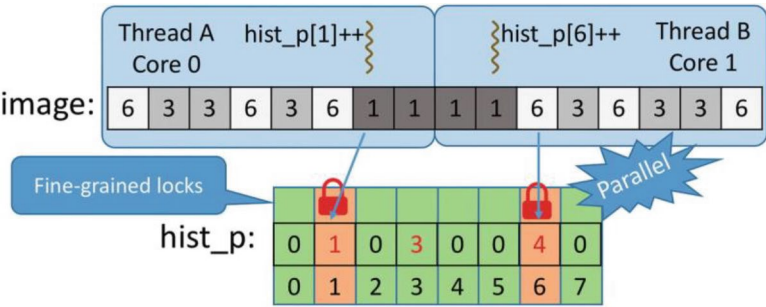 Thread A
Core 0
hist_p[1]++
hist_p[6]++
Thread B
Core 1
image: 6 3 3 6 3 6 1 1 1 1 6 3 6 3 3 6
Fine-grained locks
Parallel
hist_p: 0 1 0 3 0 0 4 0
0 1 2 3 4 5 6 7